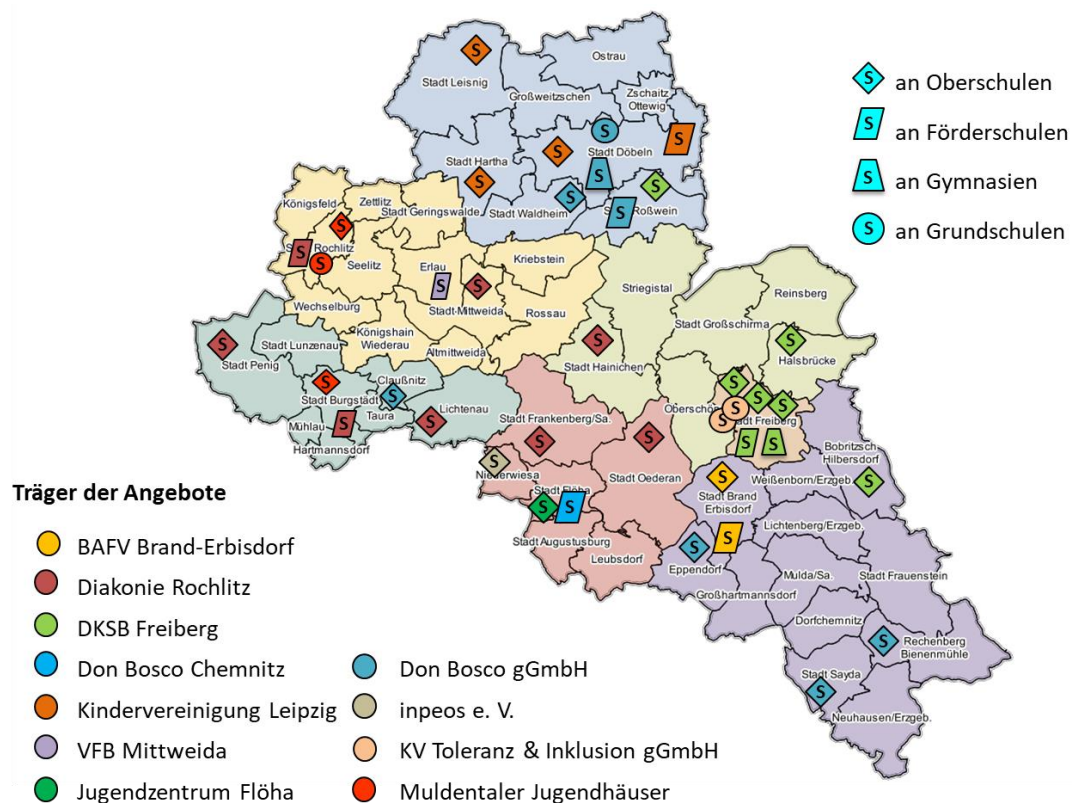 Ostrau
S
Stadt Leisnig
Großweitzschen
Zschaitz
Ottewig
S
Stadt Döbeln
S
S
Stadt Hartha
S
S
S
S
S
Stadt Waldheim
S
Roßwein
Königsfeld
Zettlitz
Stadt Geringswalde
S
S
Rochlitz
S
Seelitz
Erlau
S
S
Kriebstein
Stadt-Mittweida
Rossau
Wechselburg
Königshain
Wiederau
Altmittweida
Striegistal
Reinsberg
Stadt Großschirma
S
Halsbrücke
S
Stadt Hainichen
S
Stadt Penig
Stadt Lunzenau
S
Stadt Burgstädt
Claußnitz
S
Taura
Mühlau
S
Hartmannsdorf
Lichtenau
S
Stadt Frankenberg/Sa.
S
S
Stadt Oederan
Oberschön
S
S
S
S
S
tadt Freiberg
S
S
S
Niederwiesa
Stadt Flöha
S
S
Stadt Augustusburg
Leubsdorf
S
Stadt Brand
Erbisdorf
Weißenborn/Erzgeb.
Bobritzsch
Hilbersdorf
S
S
Lichtenberg/Erzgeb.
S
Eppendorf
Großhartmannsdorf
Mulda/Sa.
Stadt Frauenstein
Dorfchemnitz
S
Rechenberg
Bienenmühle
Stadt Sayda
S
Neuhausen/Erzgeb.
S an Oberschulen
S an Förderschulen
S an Gymnasien
S an Grundschulen
Träger der Angebote
BAFV Brand-Erbisdorf
Diakonie Rochlitz
DKSB Freiberg
Don Bosco Chemnitz
Kindervereinigung Leipzig
VFB Mittweida
Jugendzentrum Flöha
Don Bosco gGmbH
inpeos e. V.
KV Toleranz & Inklusion gGmbH
Muldentaler Jugendhäuser